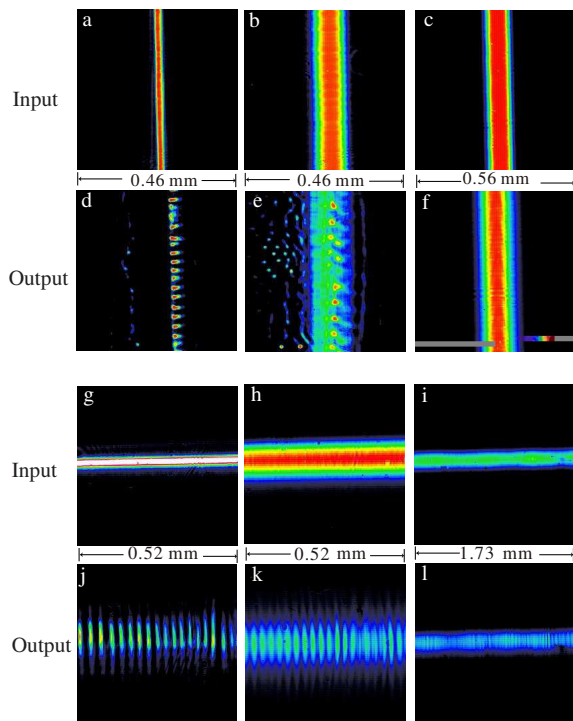 a b c
Input
0.46 mm 0.46 mm 0.56 mm
d e f
Output
g h i
Input
0.52 mm 0.52 mm 1.73 mm
j k l
Output